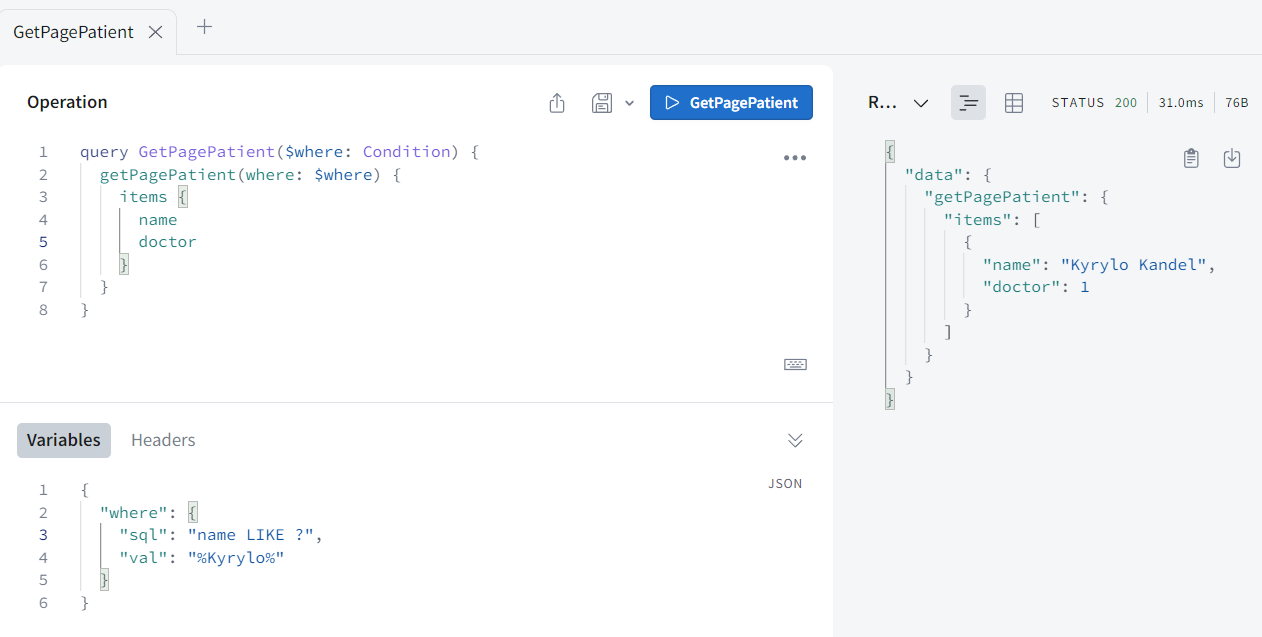 GetPagePatient
Operation
GetPagePatient
1 query GetPagePatient($where: Condition) {
2 getPagePatient(where: $where) {
3 items {
4 name
5 doctor
6 }
7 }
8 }
Variables Headers
JSON
1 {
2 "where": {
3 "sql": "name LIKE ?",
4 "val": "%Kyrylo%"
5 }
6 }
R... STATUS 200 31.0ms 76B
{
"data": {
"getPagePatient": {
"items": [
{
"name": "Kyrylo Kandel",
"doctor": 1
}
]
}
}
}